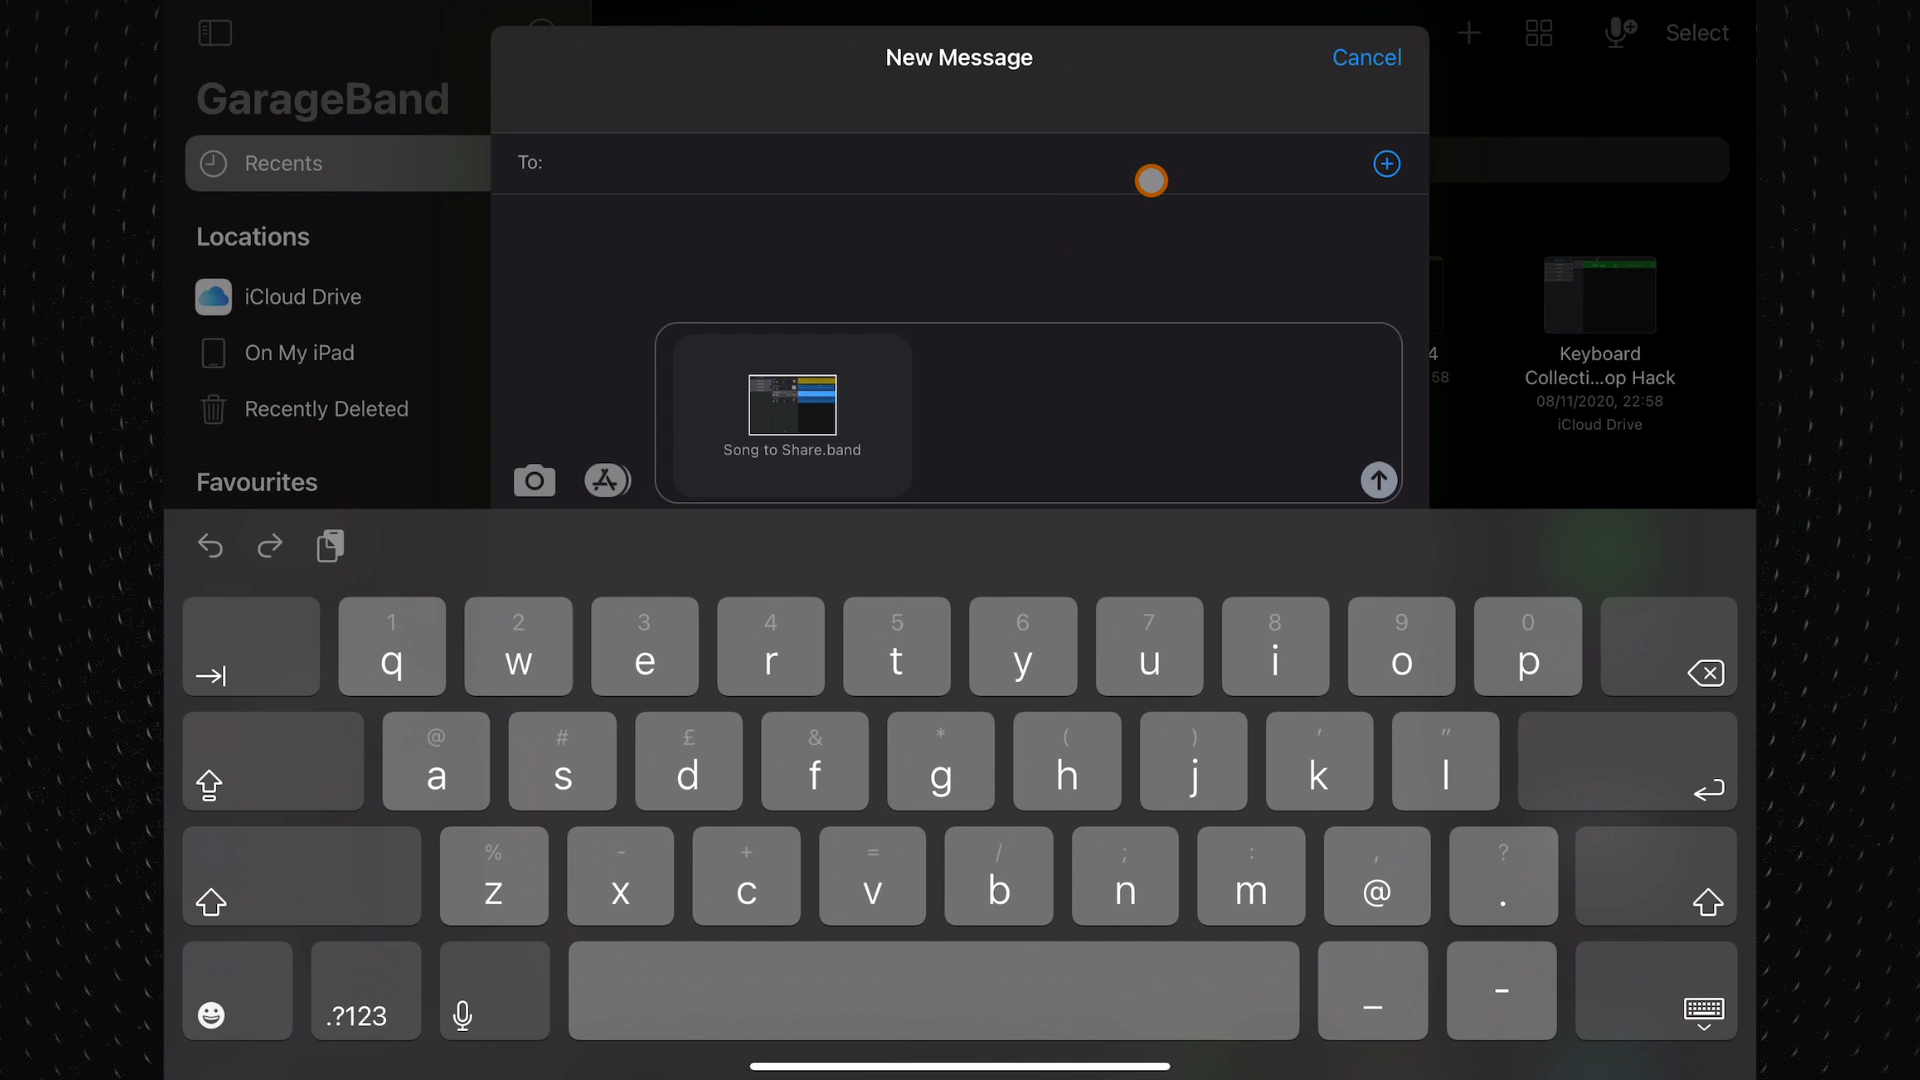 New Message
Cancel
Select
GarageBand
Recents
To:
Locations
iCloud Drive
On My iPad
Recently Deleted
Favourites
Song to Share.band
4
58
Keyboard
Collecti...op Hack
08/11/2020, 22:58
iCloud Drive
1 2 3 4 5 6 7 8 9 0
q w e r t y u i o p
@ # £ & * ( ) ' "
a s d f g h j k l
% - + = / ; : , ?
z x c v b n m @ .
.?123 _ -